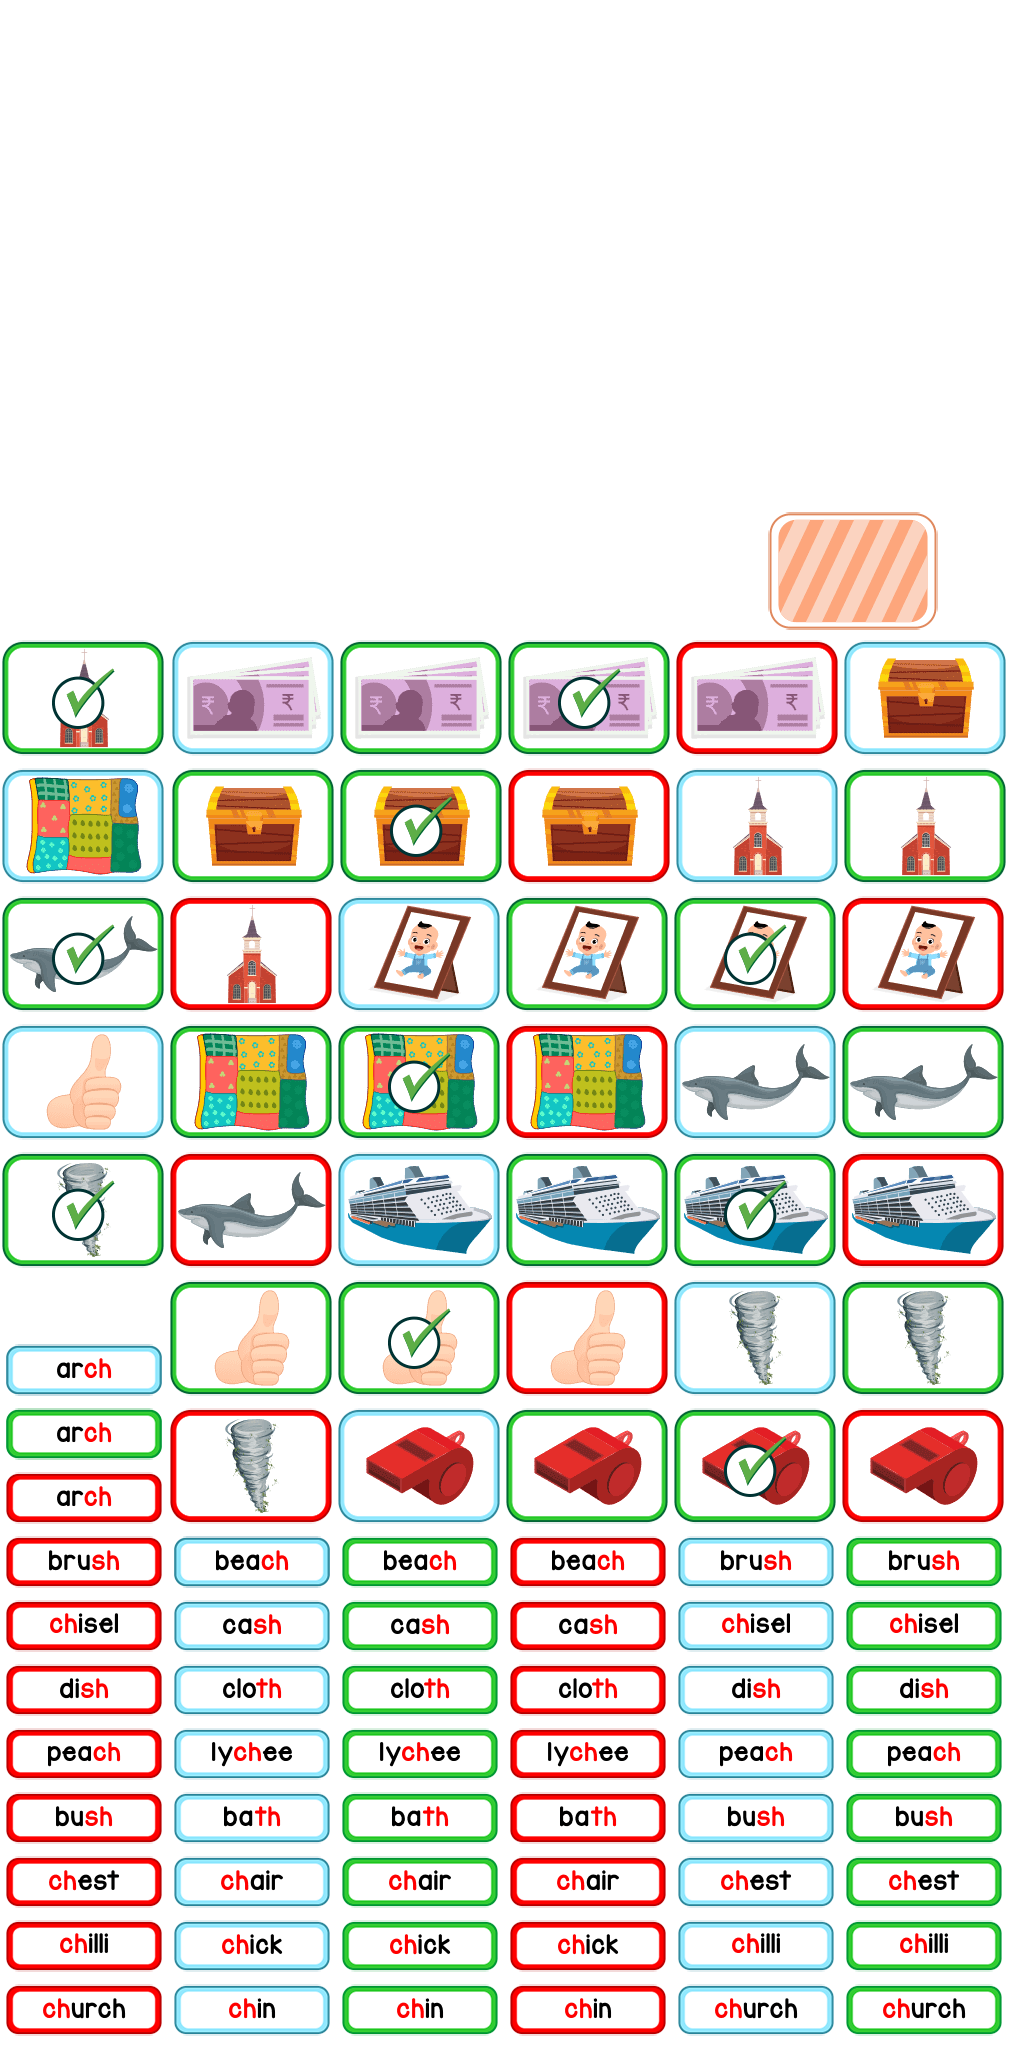 ₹ ₹
₹ ₹
₹ ₹
₹ ₹
arch
arch
arch
brush beach beach beach brush brush
chisel cash cash cash chisel chisel
dish cloth cloth cloth dish dish
peach lychee lychee lychee peach peach
bush bath bath bath bush bush
chest chair chair chair chest chest
chilli chick chick chick chilli chilli
church chin chin chin church church